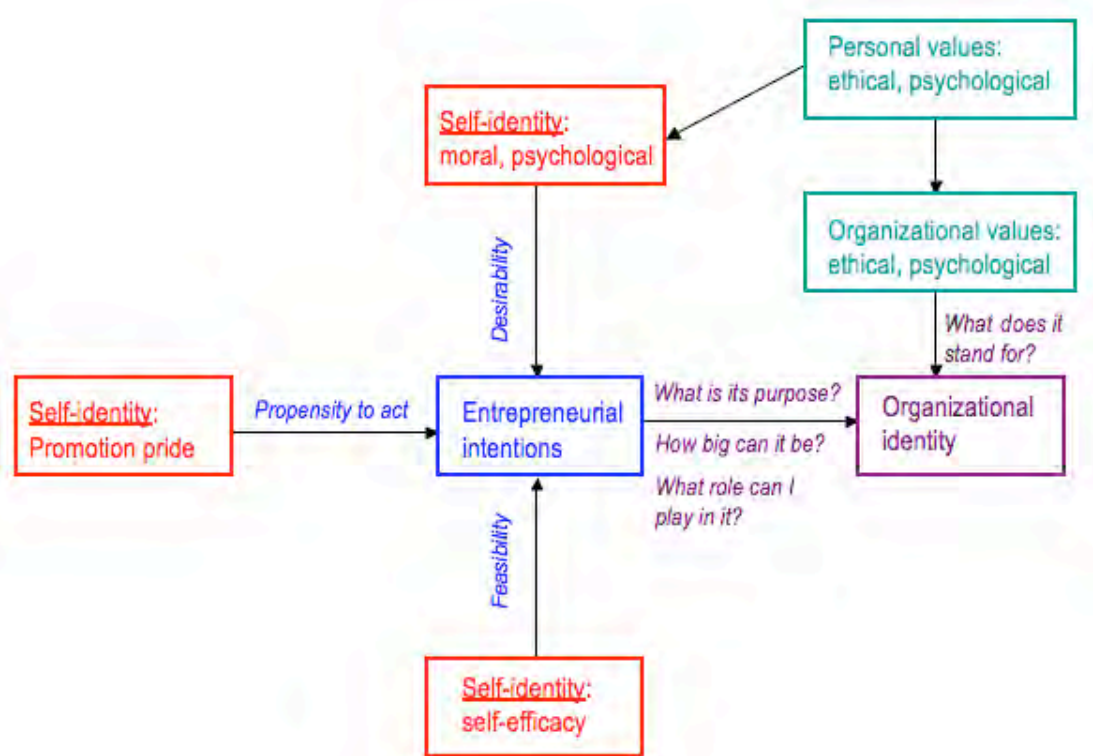 Personal values:
ethical, psychological
Self-identity:
moral, psychological
Organizational values:
ethical, psychological
Desirability
What does it
stand for?
Self-identity:
Promotion pride
Propensity to act
Entrepreneurial
intentions
What is its purpose?
How big can it be?
What role can I
play in it?
Organizational
identity
Feasibility
Self-identity:
self-efficacy